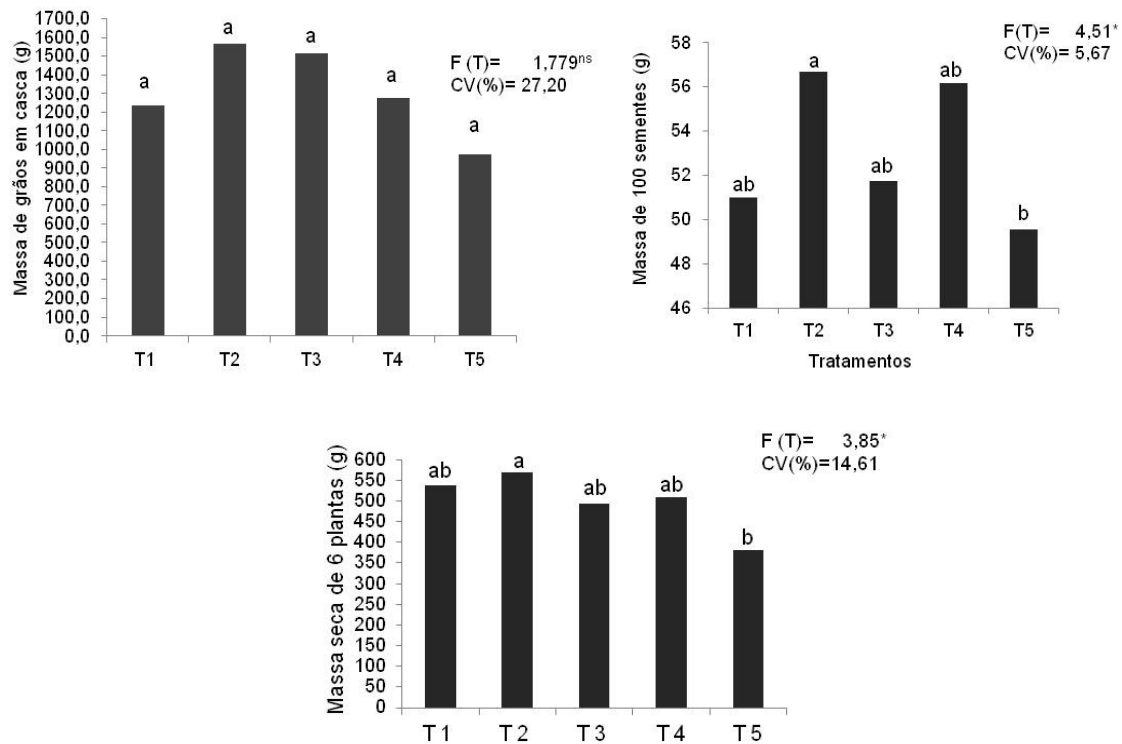 Massa de grãos em casca (g)
1700,0
1600,0
1500,0
1400,0
1300,0
1200,0
1100,0
1000,0
900,0
800,0
700,0
600,0
500,0
400,0
300,0
200,0
100,0
0,0
a
a
a
a
a
F (T)= 1,779ns
CV(%)= 27,20
T1 T2 T3 T4 T5
Massa de 100 sementes (g)
58
56
54
52
50
48
46
ab
a
ab
ab
b
F(T)= 4,51*
CV(%) 5,67
T1 T2 T3 T4 T5
Tratamentos
Massa seca de 6 plantas (g)
600
550
500
450
400
350
300
250
200
150
100
50
0
ab
a
ab
ab
b
F (T)= 3,85*
CV(%)=14,61
T1 T2 T3 T4 T5